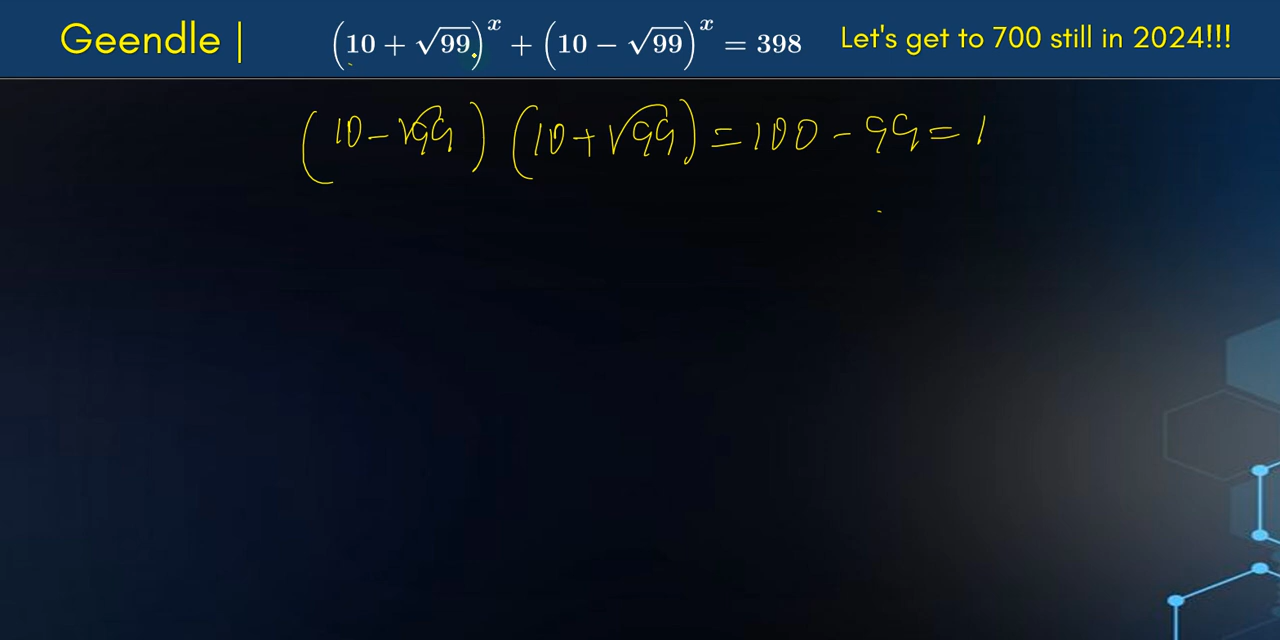 Geendle | (10 + √99)^x + (10 − √99)^x = 398 Let's get to 700 still in 2024!!!
(10 − √99) (10 + √99) = 100 − 99 = 1